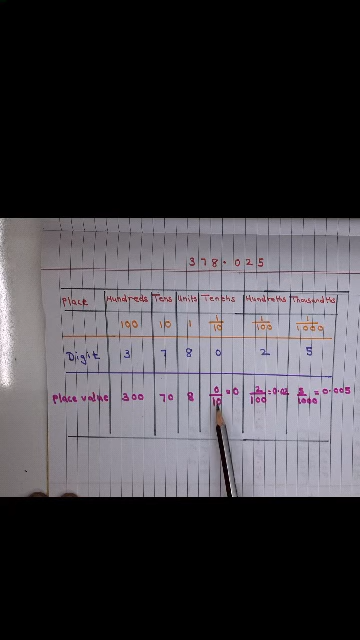 378.025
Place Hundreds Tens Units Tenths Hundredths Thousandths
100 10 1 1/10 1/100 1/1000
Digit 3 7 8 0 2 5
Place value 300 70 8 0/10=0 2/100=0.02 5/1000=0.005